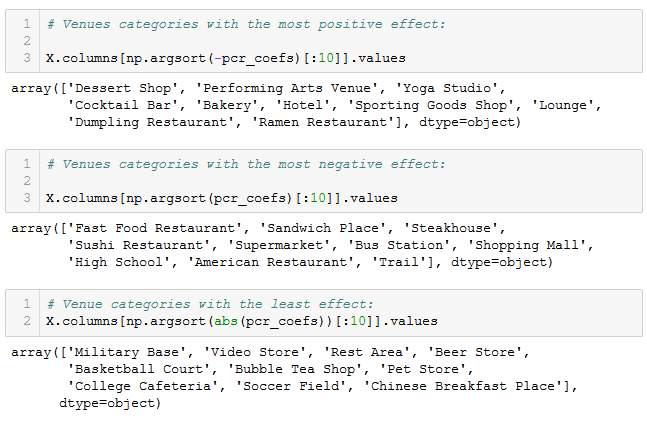 1 # Venues categories with the most positive effect:
2
3 X.columns[np.argsort(-pcr_coefs)[:10]].values
array(['Dessert Shop', 'Performing Arts Venue', 'Yoga Studio',
'Cocktail Bar', 'Bakery', 'Hotel', 'Sporting Goods Shop', 'Lounge',
'Dumpling Restaurant', 'Ramen Restaurant'], dtype=object)
1 # Venues categories with the most negative effect:
2
3 X.columns[np.argsort(pcr_coefs)[:10]].values
array(['Fast Food Restaurant', 'Sandwich Place', 'Steakhouse',
'Sushi Restaurant', 'Supermarket', 'Bus Station', 'Shopping Mall',
'High School', 'American Restaurant', 'Trail'], dtype=object)
1 # Venue categories with the least effect:
2 X.columns[np.argsort(abs(pcr_coefs))[:10]].values
array(['Military Base', 'Video Store', 'Rest Area', 'Beer Store',
'Basketball Court', 'Bubble Tea Shop', 'Pet Store',
'College Cafeteria', 'Soccer Field', 'Chinese Breakfast Place'],
dtype=object)